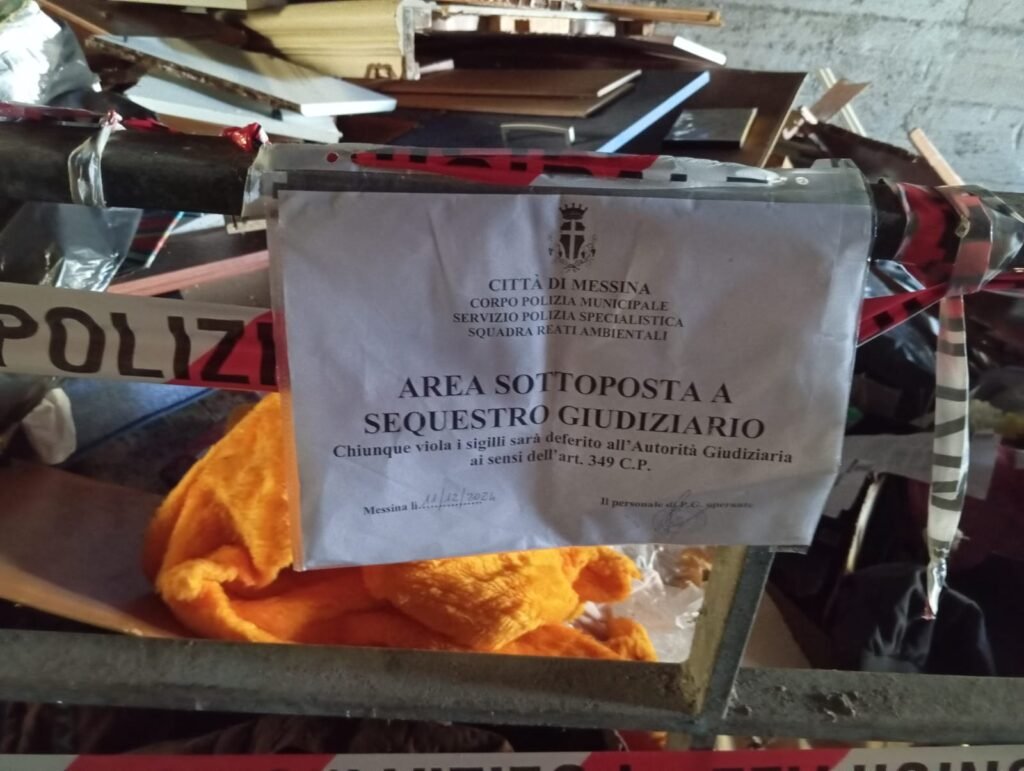 CITTÀ DI MESSINA
CORPO POLIZIA MUNICIPALE
SERVIZIO POLIZIA SPECIALISTICA
SQUADRA REATI AMBIENTALI
AREA SOTTOPOSTA A
SEQUESTRO GIUDIZIARIO
Chiunque viola i sigilli sarà deferito all'Autorità Giudiziaria
ai sensi dell'art. 349 C.P.
Messina lì 11/12/2024
Il personale di P.G. operante
POLIZI